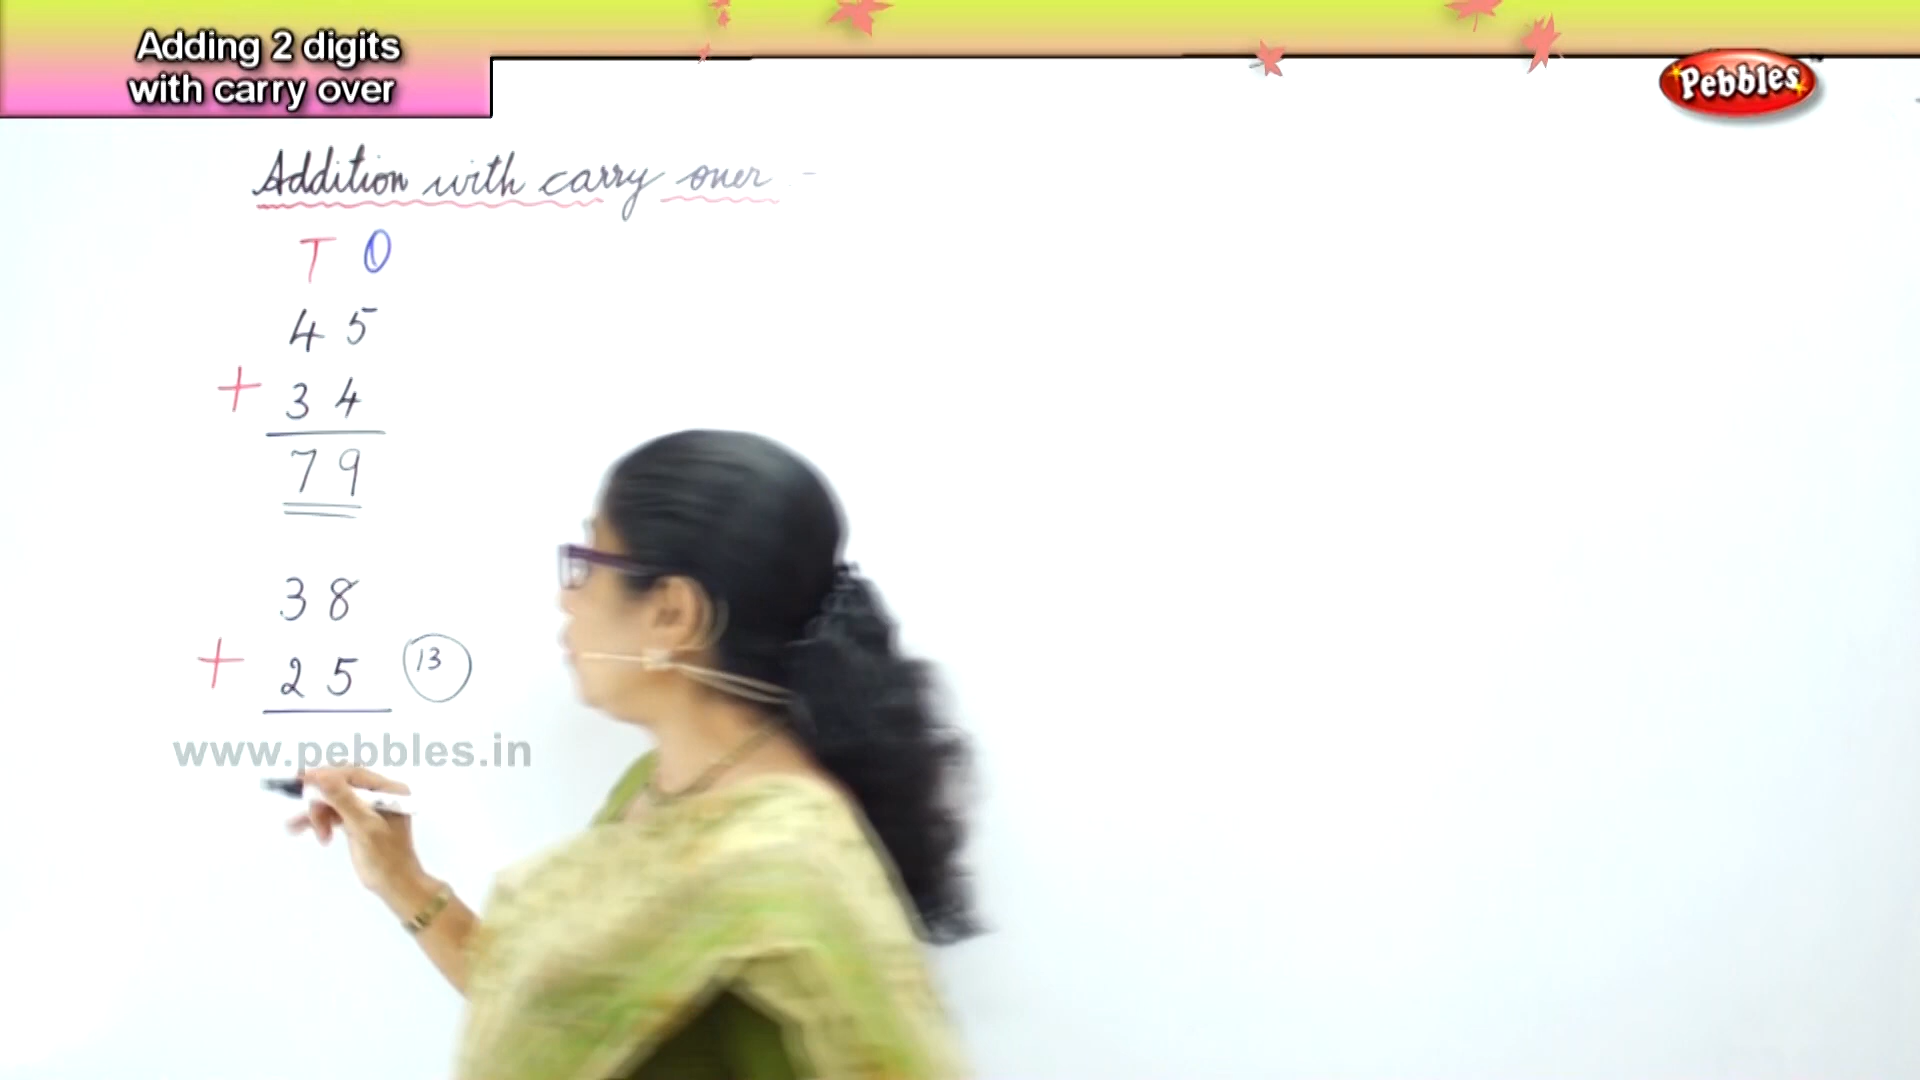 Adding 2 digits
with carry over
Pebbles
Addition with carry over
T O
4 5
+ 3 4
7 9
3 8
+ 2 5 13
www.pebbles.in